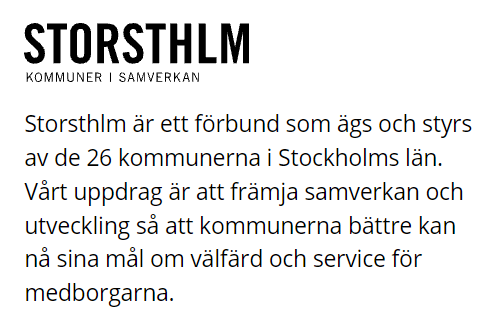 STORSTHLM
KOMMUNER I SAMVERKAN
Storsthlm är ett förbund som ägs och styrs
av de 26 kommunerna i Stockholms län.
Vårt uppdrag är att främja samverkan och
utveckling så att kommunerna bättre kan
nå sina mål om välfärd och service för
medborgarna.